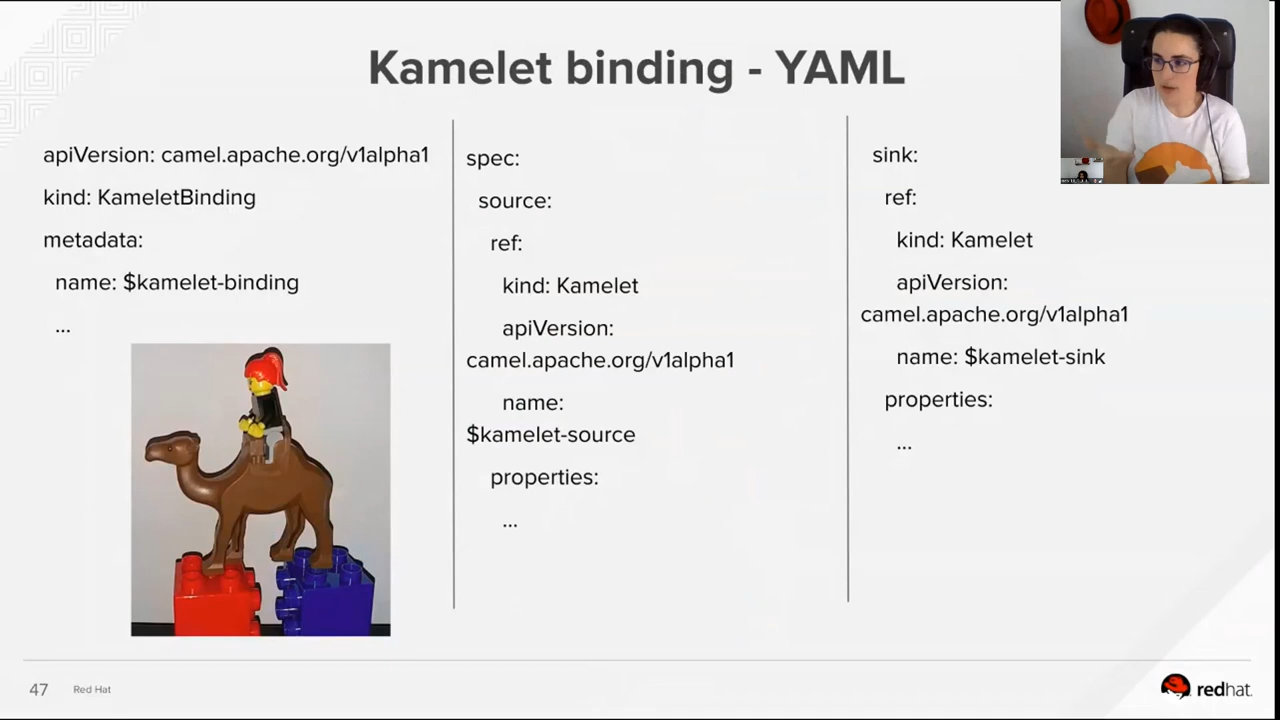 Kamelet binding - YAML
apiVersion: camel.apache.org/v1alpha1
kind: KameletBinding
metadata:
name: $kamelet-binding
...
spec:
source:
ref:
kind: Kamelet
apiVersion:
camel.apache.org/v1alpha1
name:
$kamelet-source
properties:
...
sink:
ref:
kind: Kamelet
apiVersion:
camel.apache.org/v1alpha1
name: $kamelet-sink
properties:
...
47
Red Hat
redhat.